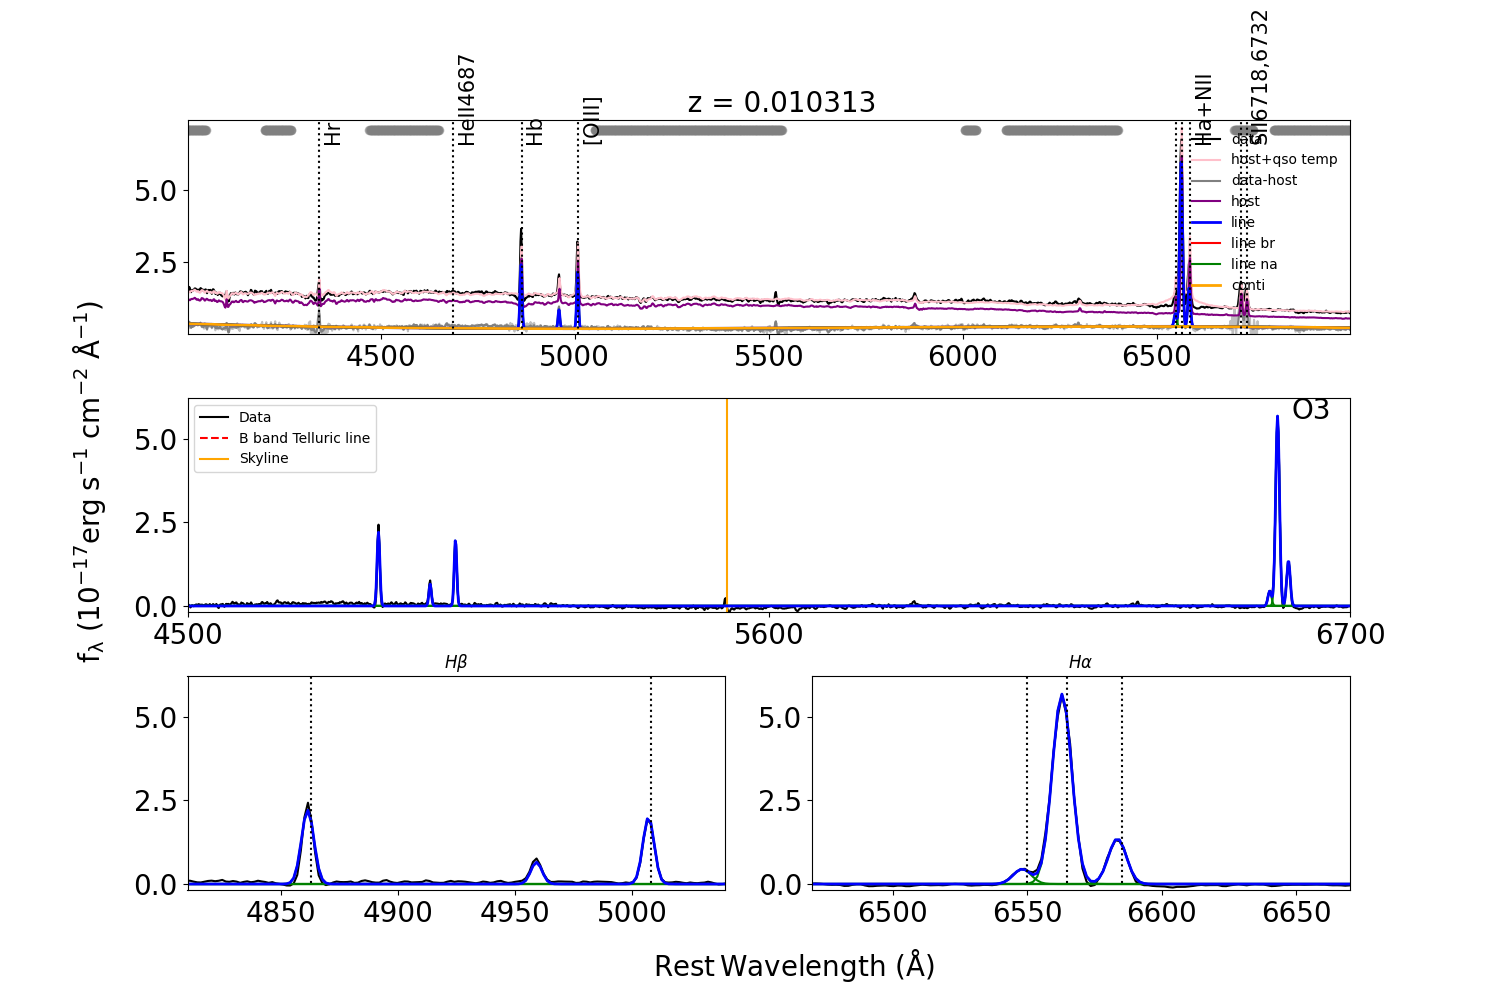 z = 0.010313
Hr
HeII4687
Hb
[OIII]
Ha+NII
SII6718,6732
data
host+qso temp
data-host
host
line
line br
line na
conti
5.0
2.5
4500 5000 5500 6000 6500
O3
Data
B band Telluric line
Skyline
5.0
2.5
0.0
4500 5600 6700
fλ (10⁻¹⁷erg s⁻¹ cm⁻² Å⁻¹)
Hβ
5.0
2.5
0.0
4850 4900 4950 5000
Hα
5.0
2.5
0.0
6500 6550 6600 6650
Rest Wavelength (Å)